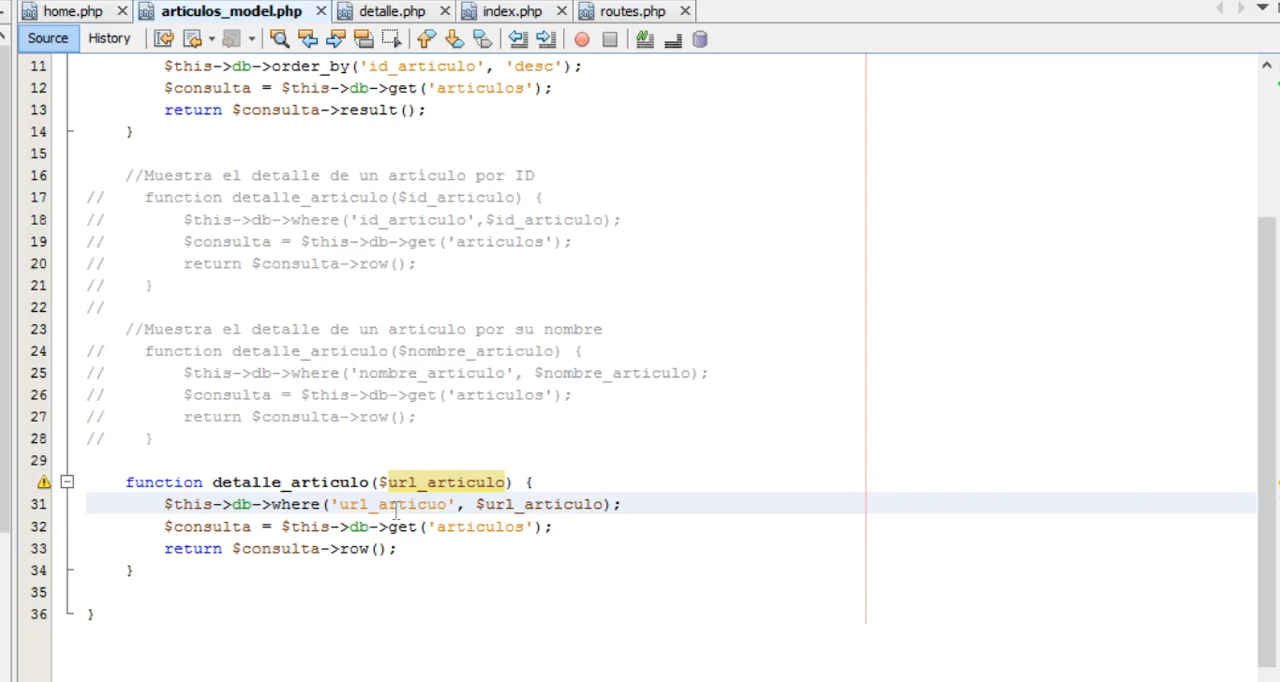 home.php articulos_model.php detalle.php index.php routes.php
Source History
11 $this->db->order_by('id_articulo', 'desc');
12 $consulta = $this->db->get('articulos');
13 return $consulta->result();
14 }
15
16 //Muestra el detalle de un artículo por ID
17 // function detalle_articulo($id_articulo) {
18 // $this->db->where('id_articulo',$id_articulo);
19 // $consulta = $this->db->get('articulos');
20 // return $consulta->row();
21 // }
22 //
23 //Muestra el detalle de un articulo por su nombre
24 // function detalle_articulo($nombre_articulo) {
25 // $this->db->where('nombre_articulo', $nombre_articulo);
26 // $consulta = $this->db->get('articulos');
27 // return $consulta->row();
28 // }
29
function detalle_articulo($url_articulo) {
31 $this->db->where('url_articuo', $url_articulo);
32 $consulta = $this->db->get('articulos');
33 return $consulta->row();
34 }
35
36 }